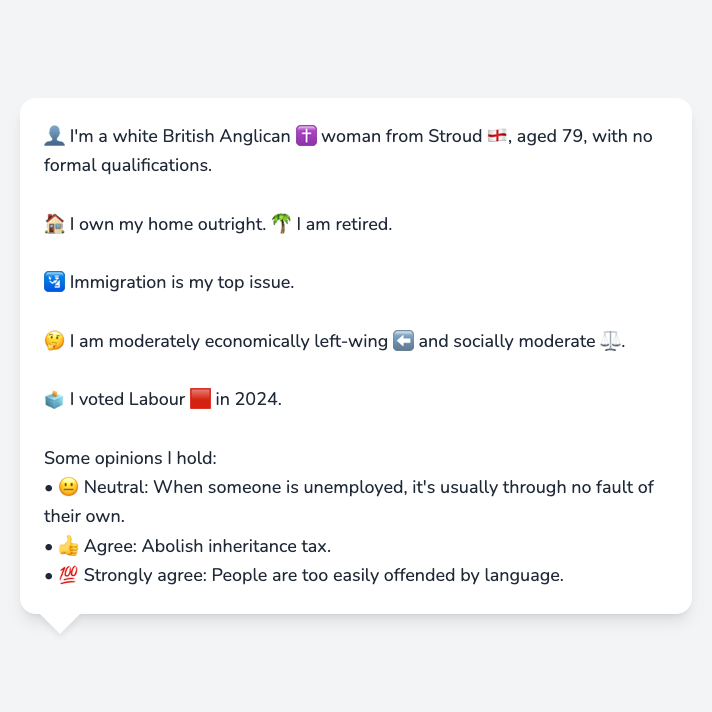 👤 I'm a white British Anglican ✝️ woman from Stroud 🏴󠁧󠁢󠁥󠁮󠁧󠁿, aged 79, with no
formal qualifications.
🏠 I own my home outright. 🌴 I am retired.
🛂 Immigration is my top issue.
🤔 I am moderately economically left-wing ⬅️ and socially moderate ⚖️.
🗳️ I voted Labour 🟥 in 2024.
Some opinions I hold:
• 😐 Neutral: When someone is unemployed, it's usually through no fault of
their own.
• 👍 Agree: Abolish inheritance tax.
• 💯 Strongly agree: People are too easily offended by language.